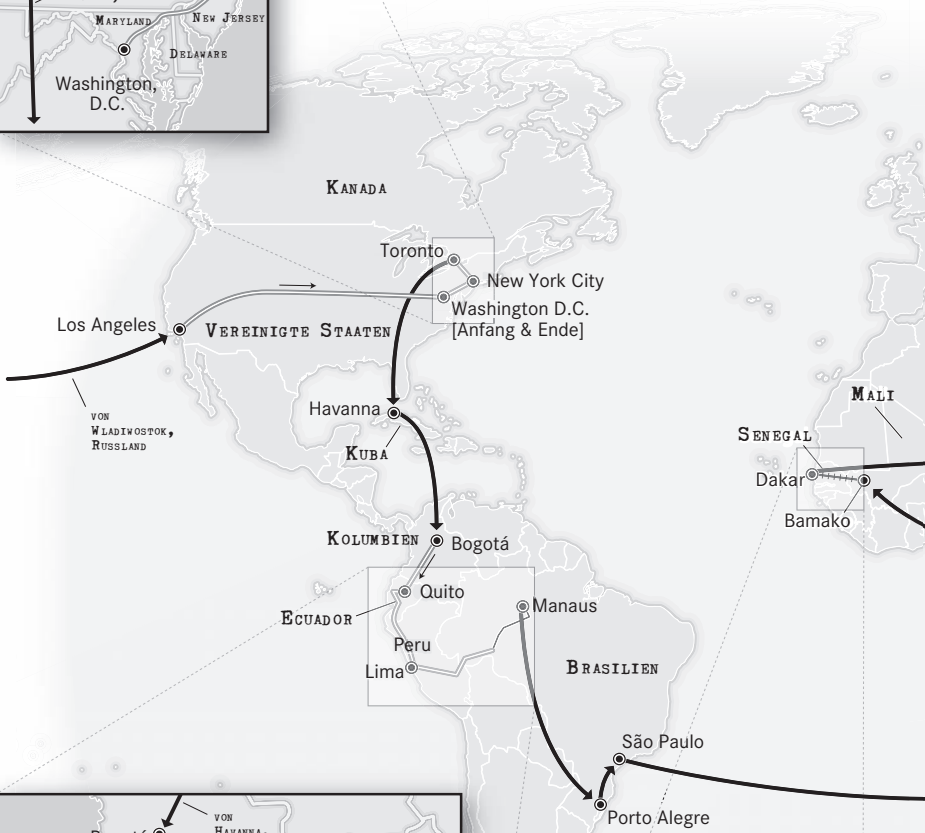 MARYLAND
NEW JERSEY
DELAWARE
Washington,
D.C.
KANADA
Toronto
New York City
Washington D.C.
[Anfang & Ende]
Los Angeles
VEREINIGTE STAATEN
VON
WLADIWOSTOK,
RUSSLAND
Havanna
KUBA
MALI
SENEGAL
Dakar
Bamako
KOLUMBIEN
Bogotá
Quito
ECUADOR
Manaus
Peru
Lima
BRASILIEN
São Paulo
Porto Alegre
VON
HAVANNA,